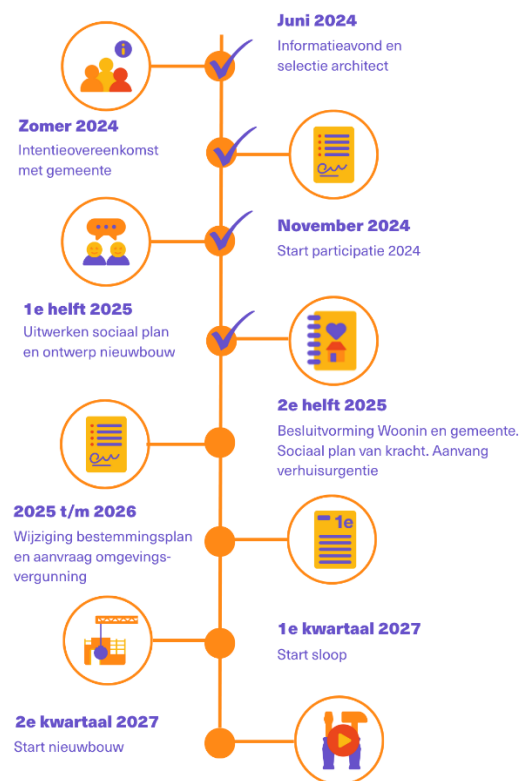 Juni 2024
Informatieavond en
selectie architect
Zomer 2024
Intentieovereenkomst
met gemeente
November 2024
Start participatie 2024
1e helft 2025
Uitwerken sociaal plan
en ontwerp nieuwbouw
2e helft 2025
Besluitvorming Woonin en gemeente.
Sociaal plan van kracht. Aanvang
verhuisurgentie
2025 t/m 2026
Wijziging bestemmingsplan
en aanvraag omgevings-
vergunning
1e
1e kwartaal 2027
Start sloop
2e kwartaal 2027
Start nieuwbouw